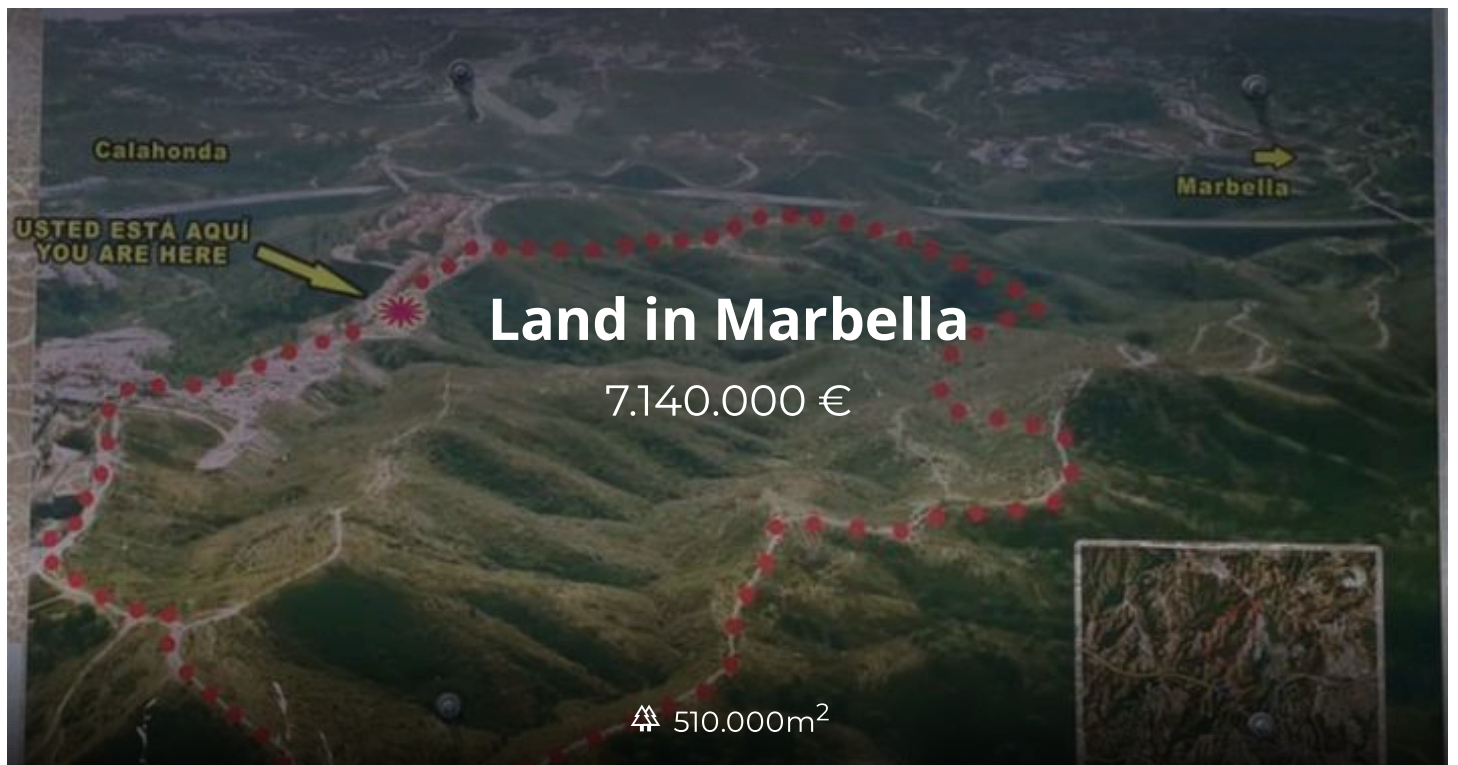 Calahonda
Marbella
USTED ESTÁ AQUÍ
YOU ARE HERE
Land in Marbella
7.140.000 €
510.000m²